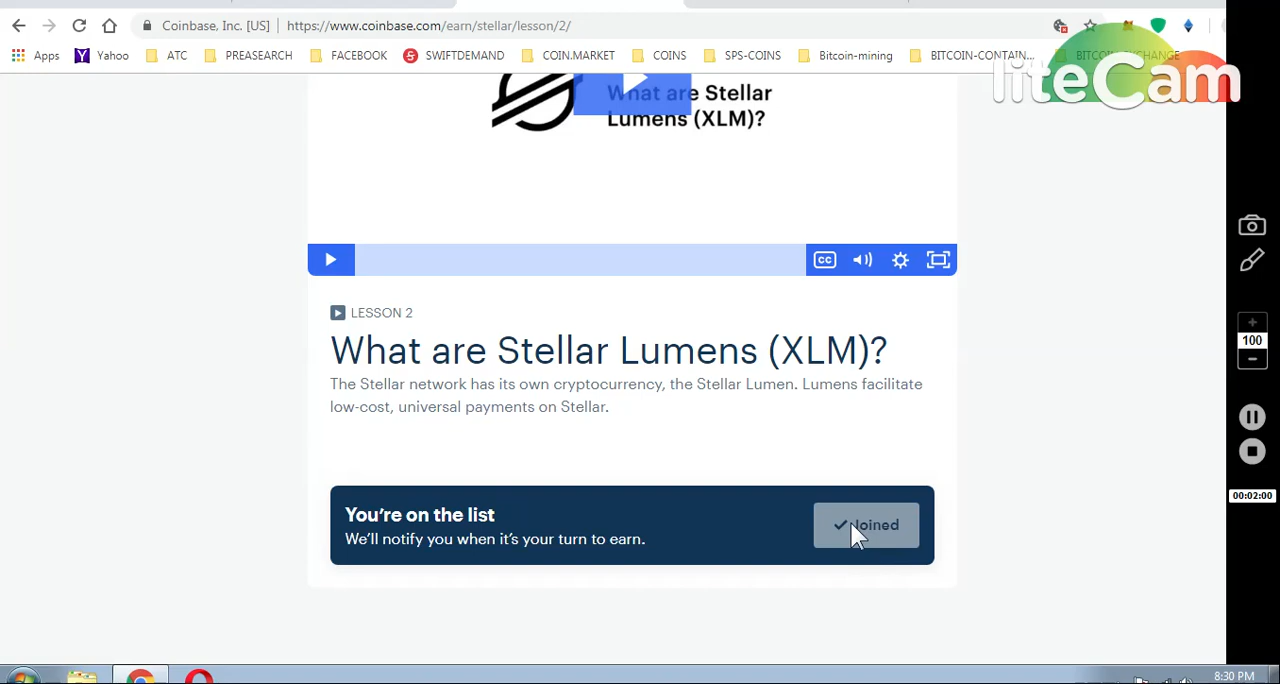 Coinbase, Inc. [US] https://www.coinbase.com/earn/stellar/lesson/2/
Apps Yahoo ATC PREASEARCH FACEBOOK SWIFTDEMAND COIN.MARKET COINS SPS-COINS Bitcoin-mining BITCOIN-CONTAIN... BITCOIN-EXCHANGE
liteCam
What are Stellar
Lumens (XLM)?
CC
LESSON 2
What are Stellar Lumens (XLM)?
The Stellar network has its own cryptocurrency, the Stellar Lumen. Lumens facilitate
low-cost, universal payments on Stellar.
100
You're on the list
Joined
We'll notify you when it's your turn to earn.
00:02:00
8:30 PM